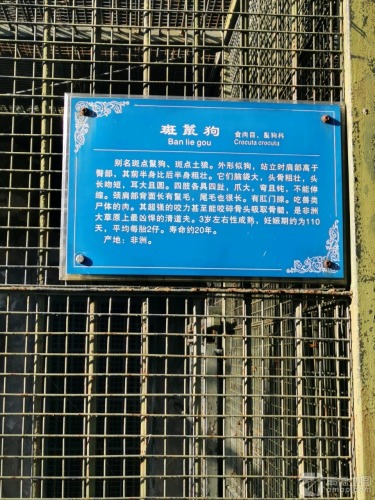 斑鬣狗
Ban lie gou
食肉目、鬣狗科
Crocuta crocuta
别名斑点鬣狗、斑点土狼。外形似狗，站立时肩部高于
臀部，其前半身比后半身粗壮。它们脑袋大，头骨粗壮，头
长吻短，耳大且圆。四肢各具四趾，爪大，弯且钝，不能伸
缩。颈肩部背面长有鬣毛，尾毛也很长。有肛门腺。吃兽类
尸体的肉。其超强的咬力甚至能咬碎骨头吸取骨髓，是非洲
大草原上最凶悍的清道夫。3岁左右性成熟，妊娠期约为110
天，平均每胎2仔。寿命约20年。
产地：非洲。